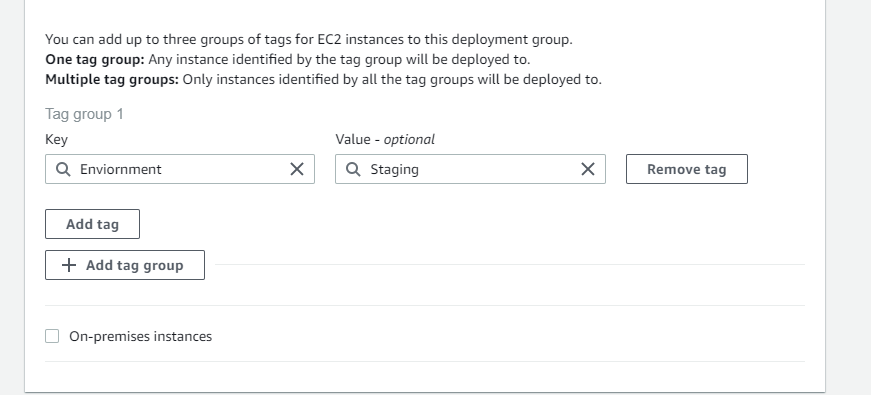 You can add up to three groups of tags for EC2 instances to this deployment group.
One tag group: Any instance identified by the tag group will be deployed to.
Multiple tag groups: Only instances identified by all the tag groups will be deployed to.
Tag group 1
Key
Value - optional
Enviornment
Staging
Remove tag
Add tag
Add tag group
On-premises instances